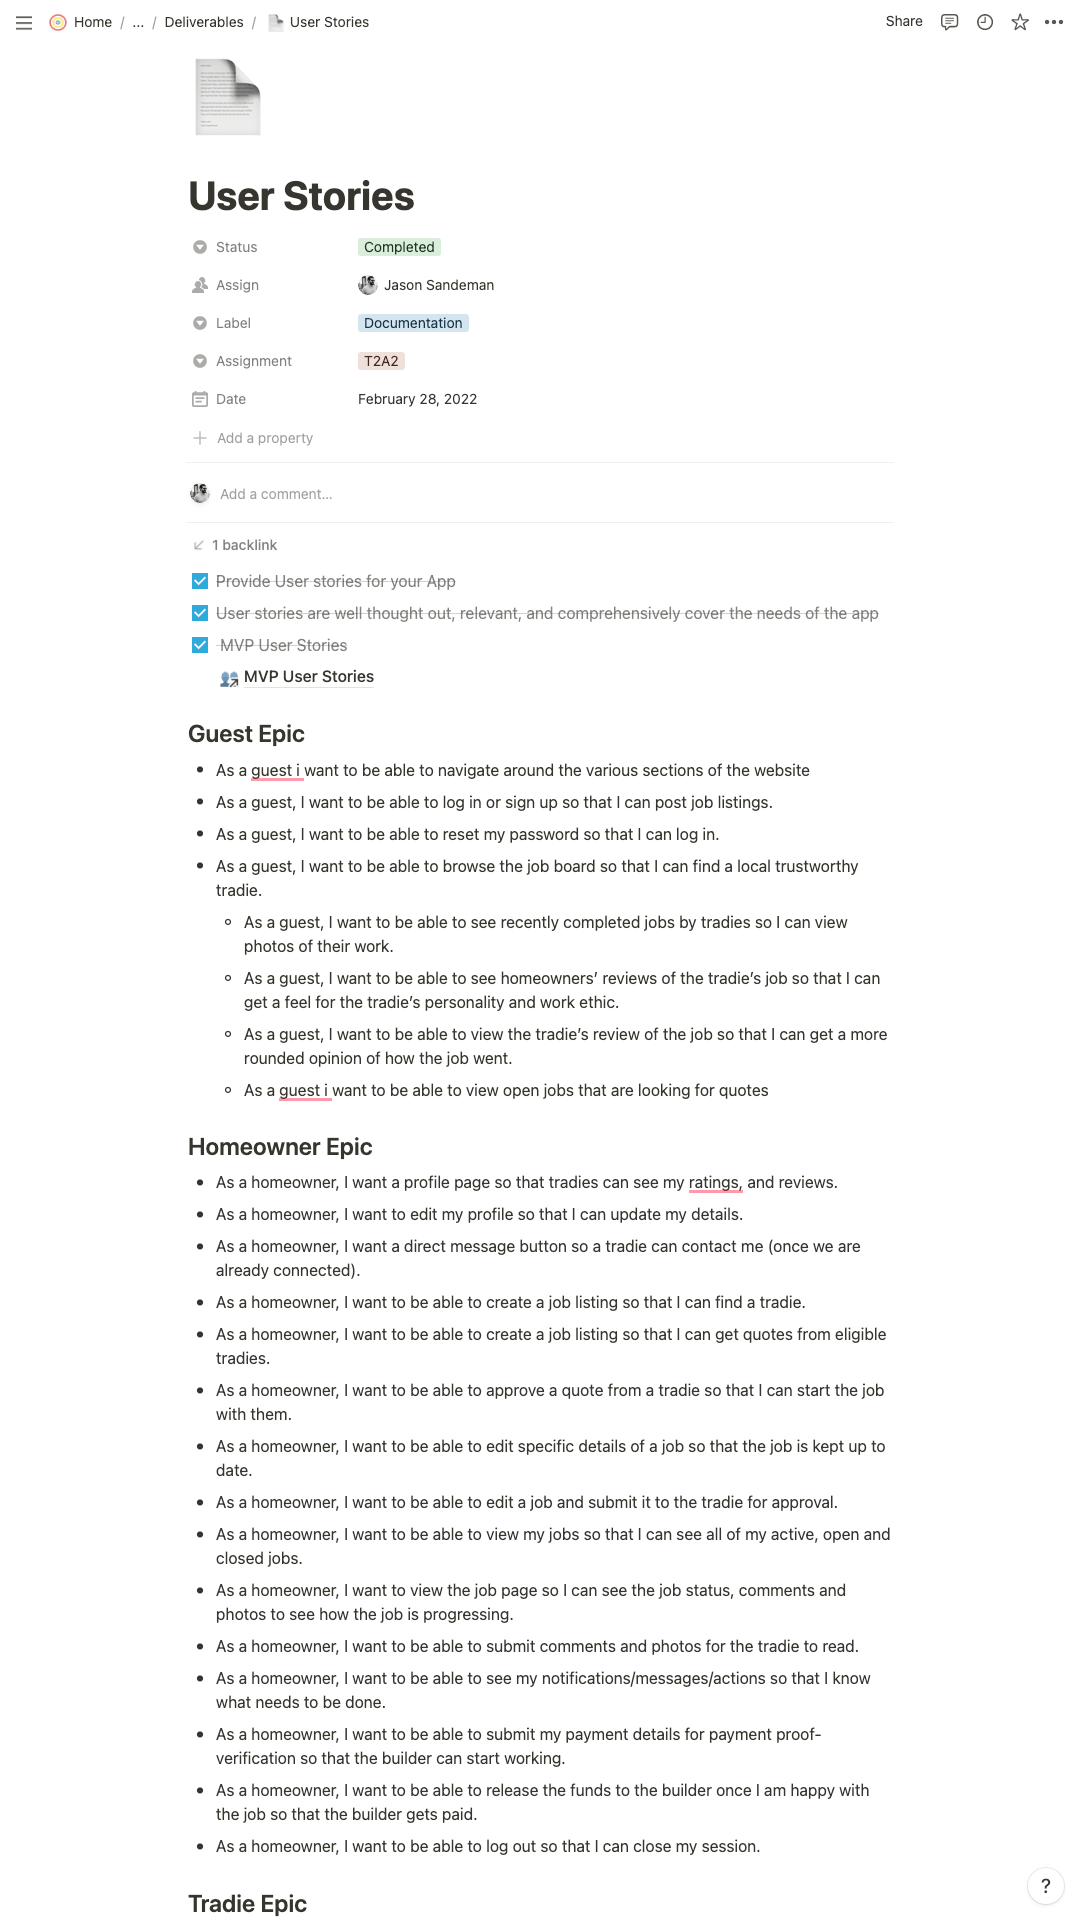 Home / ... / Deliverables / User Stories
Share
User Stories
Status Completed
Assign Jason Sandeman
Label Documentation
Assignment T2A2
Date February 28, 2022
Add a property
Add a comment...
1 backlink
Provide User stories for your App
User stories are well thought out, relevant, and comprehensively cover the needs of the app
MVP User Stories
MVP User Stories
Guest Epic
• As a guest i want to be able to navigate around the various sections of the website
• As a guest, I want to be able to log in or sign up so that I can post job listings.
• As a guest, I want to be able to reset my password so that I can log in.
• As a guest, I want to be able to browse the job board so that I can find a local trustworthy
tradie.
◦ As a guest, I want to be able to see recently completed jobs by tradies so I can view
photos of their work.
◦ As a guest, I want to be able to see homeowners’ reviews of the tradie’s job so that I can
get a feel for the tradie’s personality and work ethic.
◦ As a guest, I want to be able to view the tradie’s review of the job so that I can get a more
rounded opinion of how the job went.
◦ As a guest i want to be able to view open jobs that are looking for quotes
Homeowner Epic
• As a homeowner, I want a profile page so that tradies can see my ratings, and reviews.
• As a homeowner, I want to edit my profile so that I can update my details.
• As a homeowner, I want a direct message button so a tradie can contact me (once we are
already connected).
• As a homeowner, I want to be able to create a job listing so that I can find a tradie.
• As a homeowner, I want to be able to create a job listing so that I can get quotes from eligible
tradies.
• As a homeowner, I want to be able to approve a quote from a tradie so that I can start the job
with them.
• As a homeowner, I want to be able to edit specific details of a job so that the job is kept up to
date.
• As a homeowner, I want to be able to edit a job and submit it to the tradie for approval.
• As a homeowner, I want to be able to view my jobs so that I can see all of my active, open and
closed jobs.
• As a homeowner, I want to view the job page so I can see the job status, comments and
photos to see how the job is progressing.
• As a homeowner, I want to be able to submit comments and photos for the tradie to read.
• As a homeowner, I want to be able to see my notifications/messages/actions so that I know
what needs to be done.
• As a homeowner, I want to be able to submit my payment details for payment proof-
verification so that the builder can start working.
• As a homeowner, I want to be able to release the funds to the builder once I am happy with
the job so that the builder gets paid.
• As a homeowner, I want to be able to log out so that I can close my session.
?
Tradie Epic